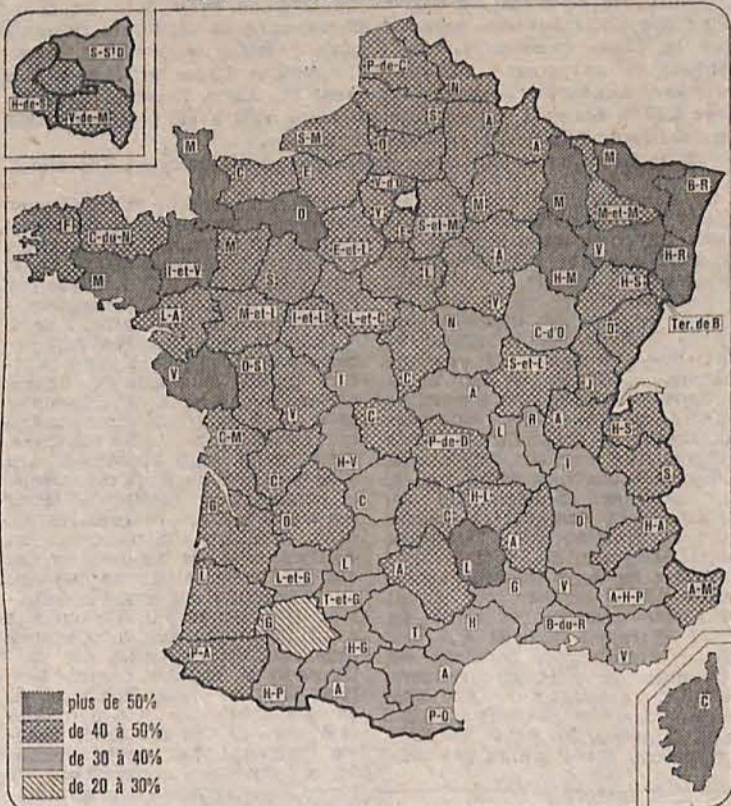 S-St D
H-de-S
V-de-M
P-de-C
N
S-M
S
A
O
A
M
C
E
V-d'O
M
M
B-R
Y
E
S-et-M
M
M-et-M
O
F
C-du-N
E-et-L
V
H-R
M
I-et-V
M
S
L
A
H-M
H-S
L-A
M-et-L
I-et-L
L-et-C
Y
N
C-d'O
D
Ter. de B
V
D-S
V
I
C
A
S-et-L
J
C-M
C
H-V
C
P-de-D
L
R
A
H-S
I
S
G
D
C
C
H-L
A
D
H-A
L
L-et-G
L
A
L
G
V
A-H-P
A-M
G
T-et-G
T
H
B-du-R
V
P-A
H-P
H-G
A
A
P-O
C
plus de 50%
de 40 à 50%
de 30 à 40%
de 20 à 30%